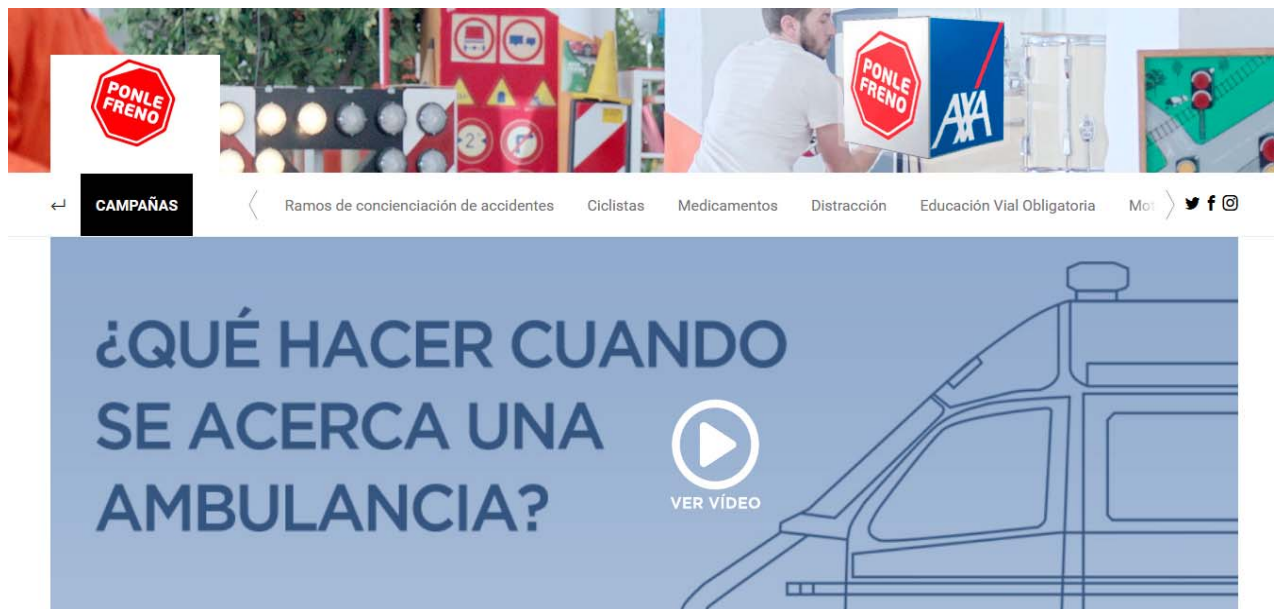 PONLE
FRENO
PONLE
FRENO
AXA
2
CAMPAÑAS
Ramos de concienciación de accidentes
Ciclistas
Medicamentos
Distracción
Educación Vial Obligatoria
¿QUÉ HACER CUANDO
SE ACERCA UNA
AMBULANCIA?
VER VÍDEO